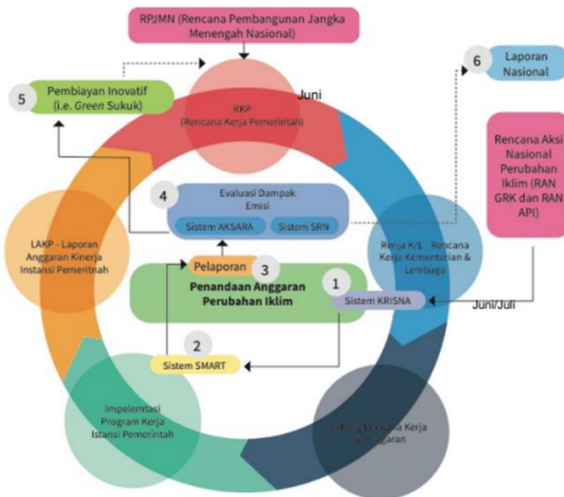 RPJMN (Rencana Pembangunan Jangka
Menengah Nasional)
6
Laporan
Nasional
5
Pembiayan Inovatif
(i.e. Green Sukuk)
Juni
RKP
(Rencana Kerja Pemerintah)
Rencana Aksi
Nasional
Perubahan
Iklim (RAN
GRK dan RAN
API)
4
Evaluasi Dampak
Emisi
Sistem AKSARA
Sistem SRN
LAKP - Laporan
Anggaran Kinerja
Instansi Pemeritnah
Renja K/L - Rencana
Kerja Kementerian &
Lembaga
Pelaporan
3
Penandaan Anggaran
Perubahan Iklim
1
Sistem KRISNA
Juni/Juli
2
Sistem SMART
Impelemtasi
Program Kerja
Istansi Pemerintah
Kerja